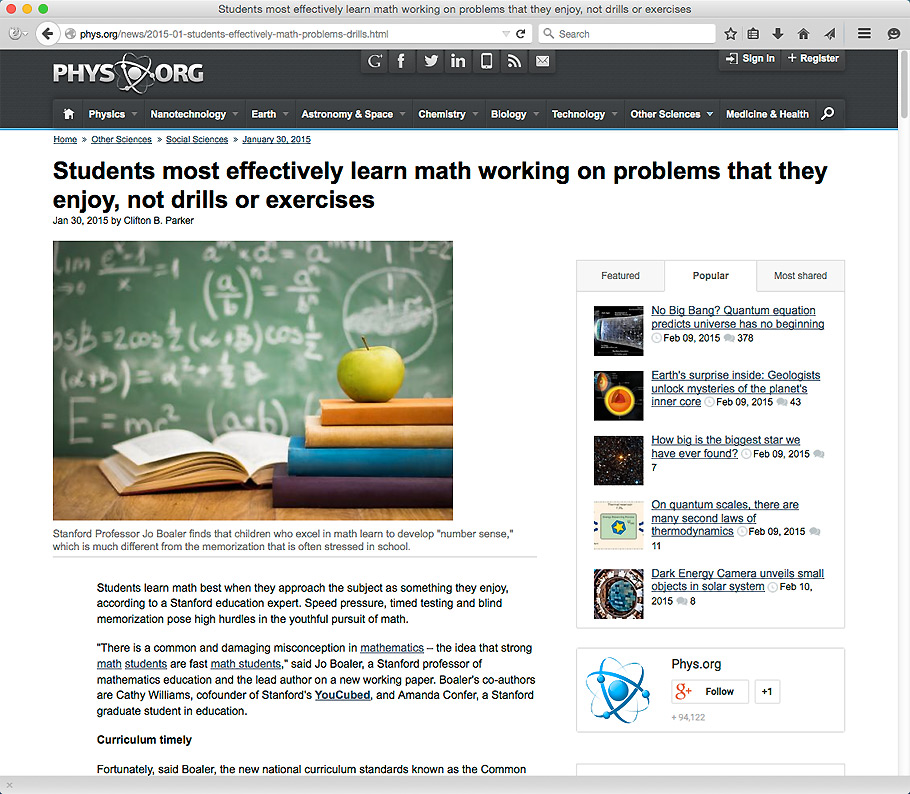 Students most effectively learn math working on problems that they enjoy, not drills or exercises
phys.org/news/2015-01-students-effectively-math-problems-drills.html
Search
PHYS ORG
Sign in
+ Register
Physics
Nanotechnology
Earth
Astronomy & Space
Chemistry
Biology
Technology
Other Sciences
Medicine & Health
Home » Other Sciences » Social Sciences » January 30, 2015
Students most effectively learn math working on problems that they
enjoy, not drills or exercises
Jan 30, 2015 by Clifton B. Parker
E = mc²
Stanford Professor Jo Boaler finds that children who excel in math learn to develop "number sense,"
which is much different from the memorization that is often stressed in school.
Students learn math best when they approach the subject as something they enjoy,
according to a Stanford education expert. Speed pressure, timed testing and blind
memorization pose high hurdles in the youthful pursuit of math.
"There is a common and damaging misconception in mathematics – the idea that strong
math students are fast math students," said Jo Boaler, a Stanford professor of
mathematics education and the lead author on a new working paper. Boaler's co-authors
are Cathy Williams, cofounder of Stanford's YouCubed, and Amanda Confer, a Stanford
graduate student in education.
Curriculum timely
Fortunately, said Boaler, the new national curriculum standards known as the Common
Featured
Popular
Most shared
No Big Bang? Quantum equation
predicts universe has no beginning
Feb 09, 2015 378
Earth's surprise inside: Geologists
unlock mysteries of the planet's
inner core Feb 09, 2015 43
How big is the biggest star we
have ever found? Feb 09, 2015
7
On quantum scales, there are
many second laws of
thermodynamics Feb 09, 2015
11
Dark Energy Camera unveils small
objects in solar system Feb 10,
2015 8
Phys.org
g+ Follow
+1
+ 94,122